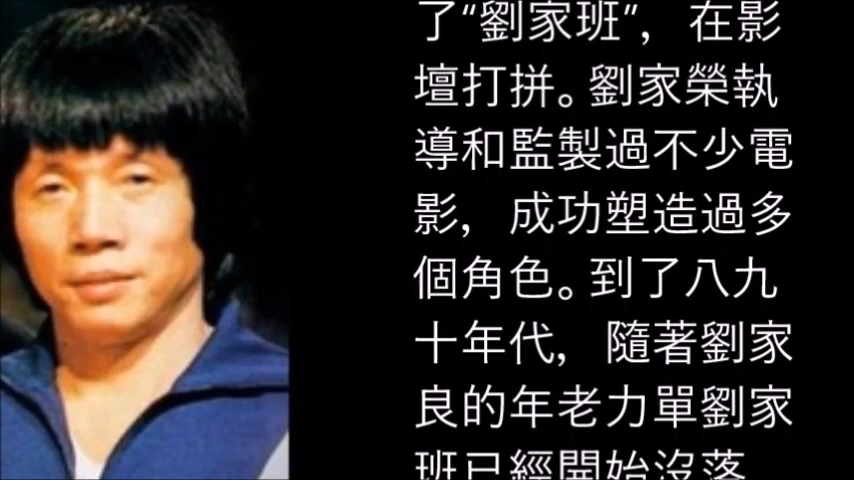 了“劉家班”，在影
壇打拼。劉家榮執
導和監製過不少電
影，成功塑造過多
個角色。到了八九
十年代，隨著劉家
良的年老力單劉家
班已經開始沒落